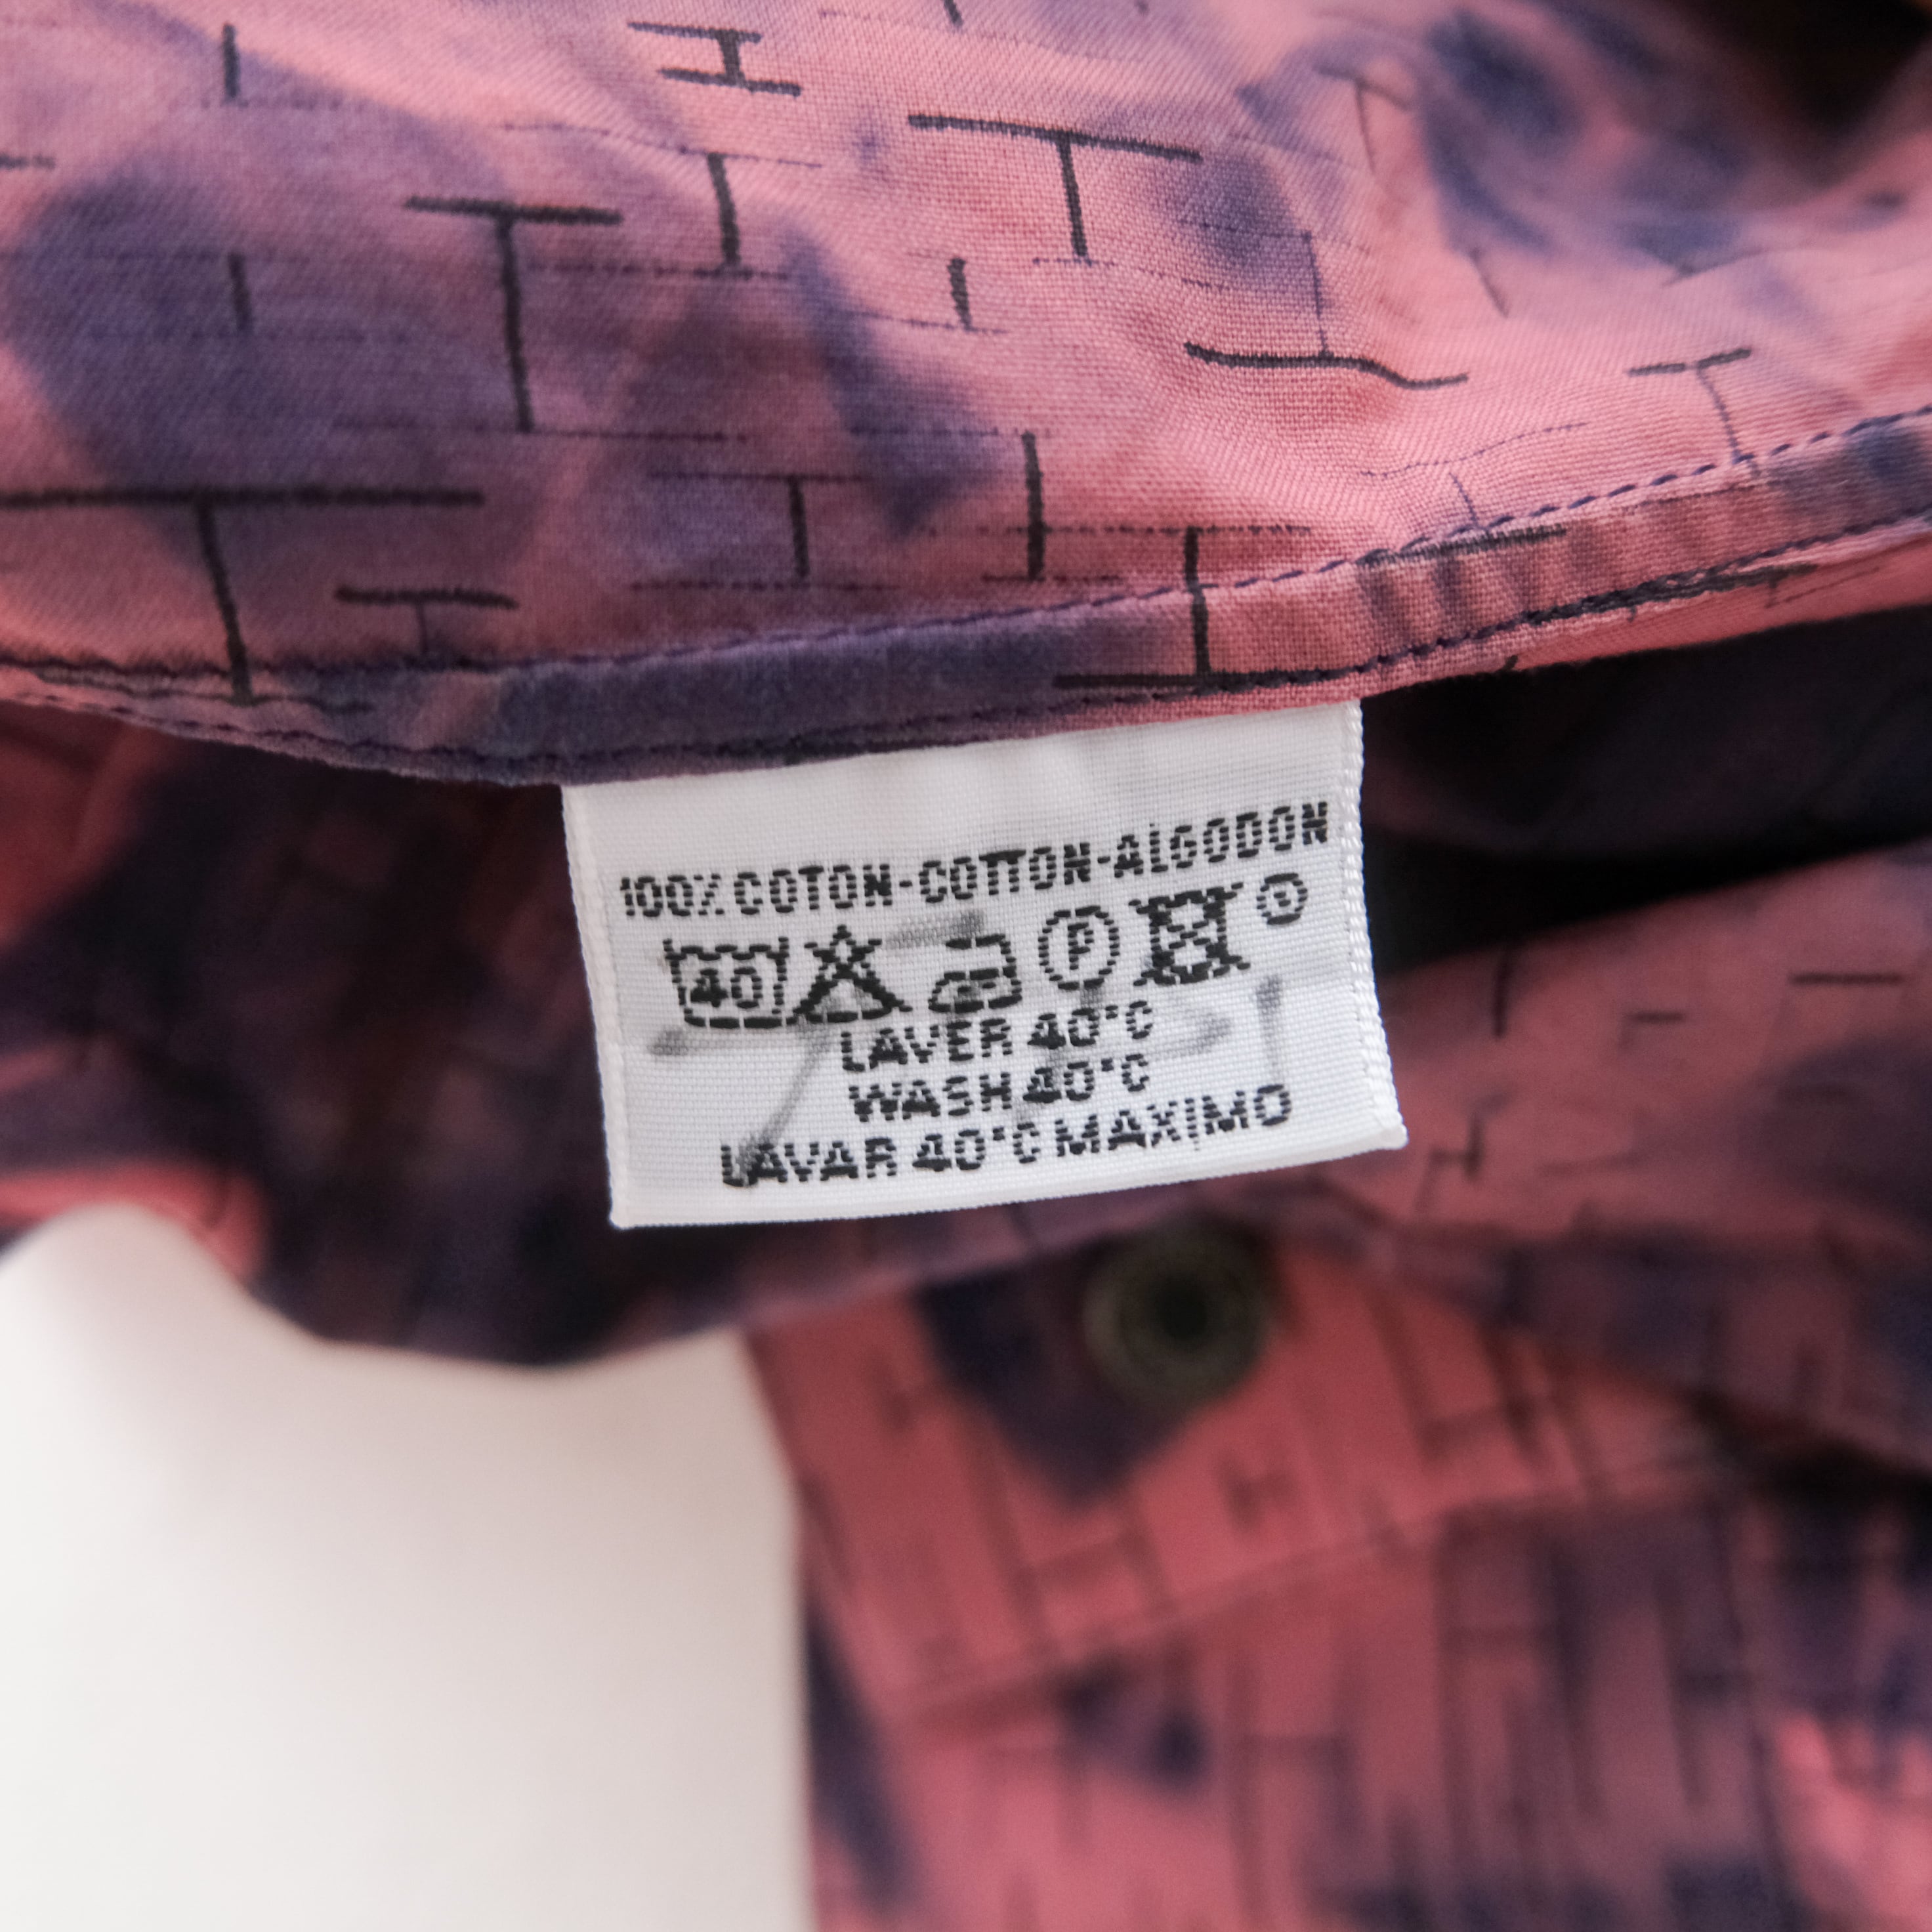 100% COTON-COTTON-ALGODON
40 P
LAVER 40°C
WASH 40°C
LAVAR 40°C MAXIMO